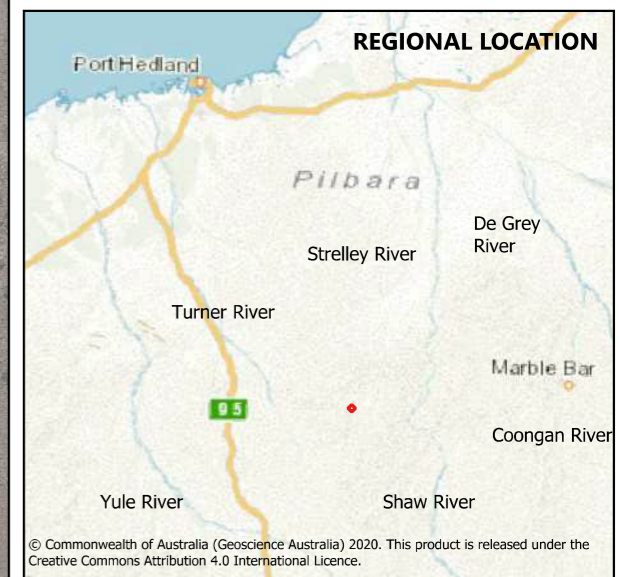 REGIONAL LOCATION
Port Hedland
Pilbara
De Grey
River
Strelley River
Turner River
Marble Bar
95
Coongan River
Yule River
Shaw River
© Commonwealth of Australia (Geoscience Australia) 2020. This product is released under the
Creative Commons Attribution 4.0 International Licence.